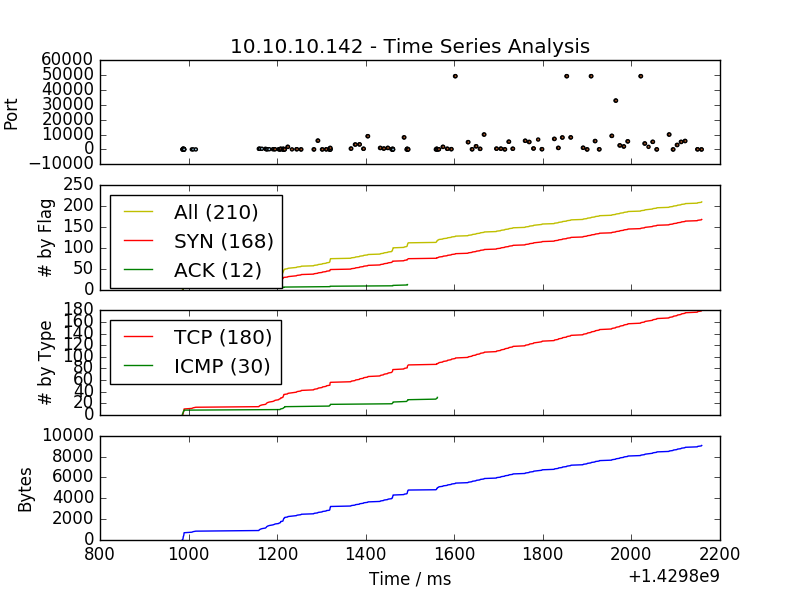 10.10.10.142 - Time Series Analysis
Port
60000
50000
40000
30000
20000
10000
0
−10000
# by Flag
250
200
150
100
50
0
All (210)
SYN (168)
ACK (12)
# by Type
180
160
140
120
100
80
60
40
20
0
TCP (180)
ICMP (30)
Bytes
10000
8000
6000
4000
2000
0
800 1000 1200 1400 1600 1800 2000 2200
Time / ms
+1.4298e9